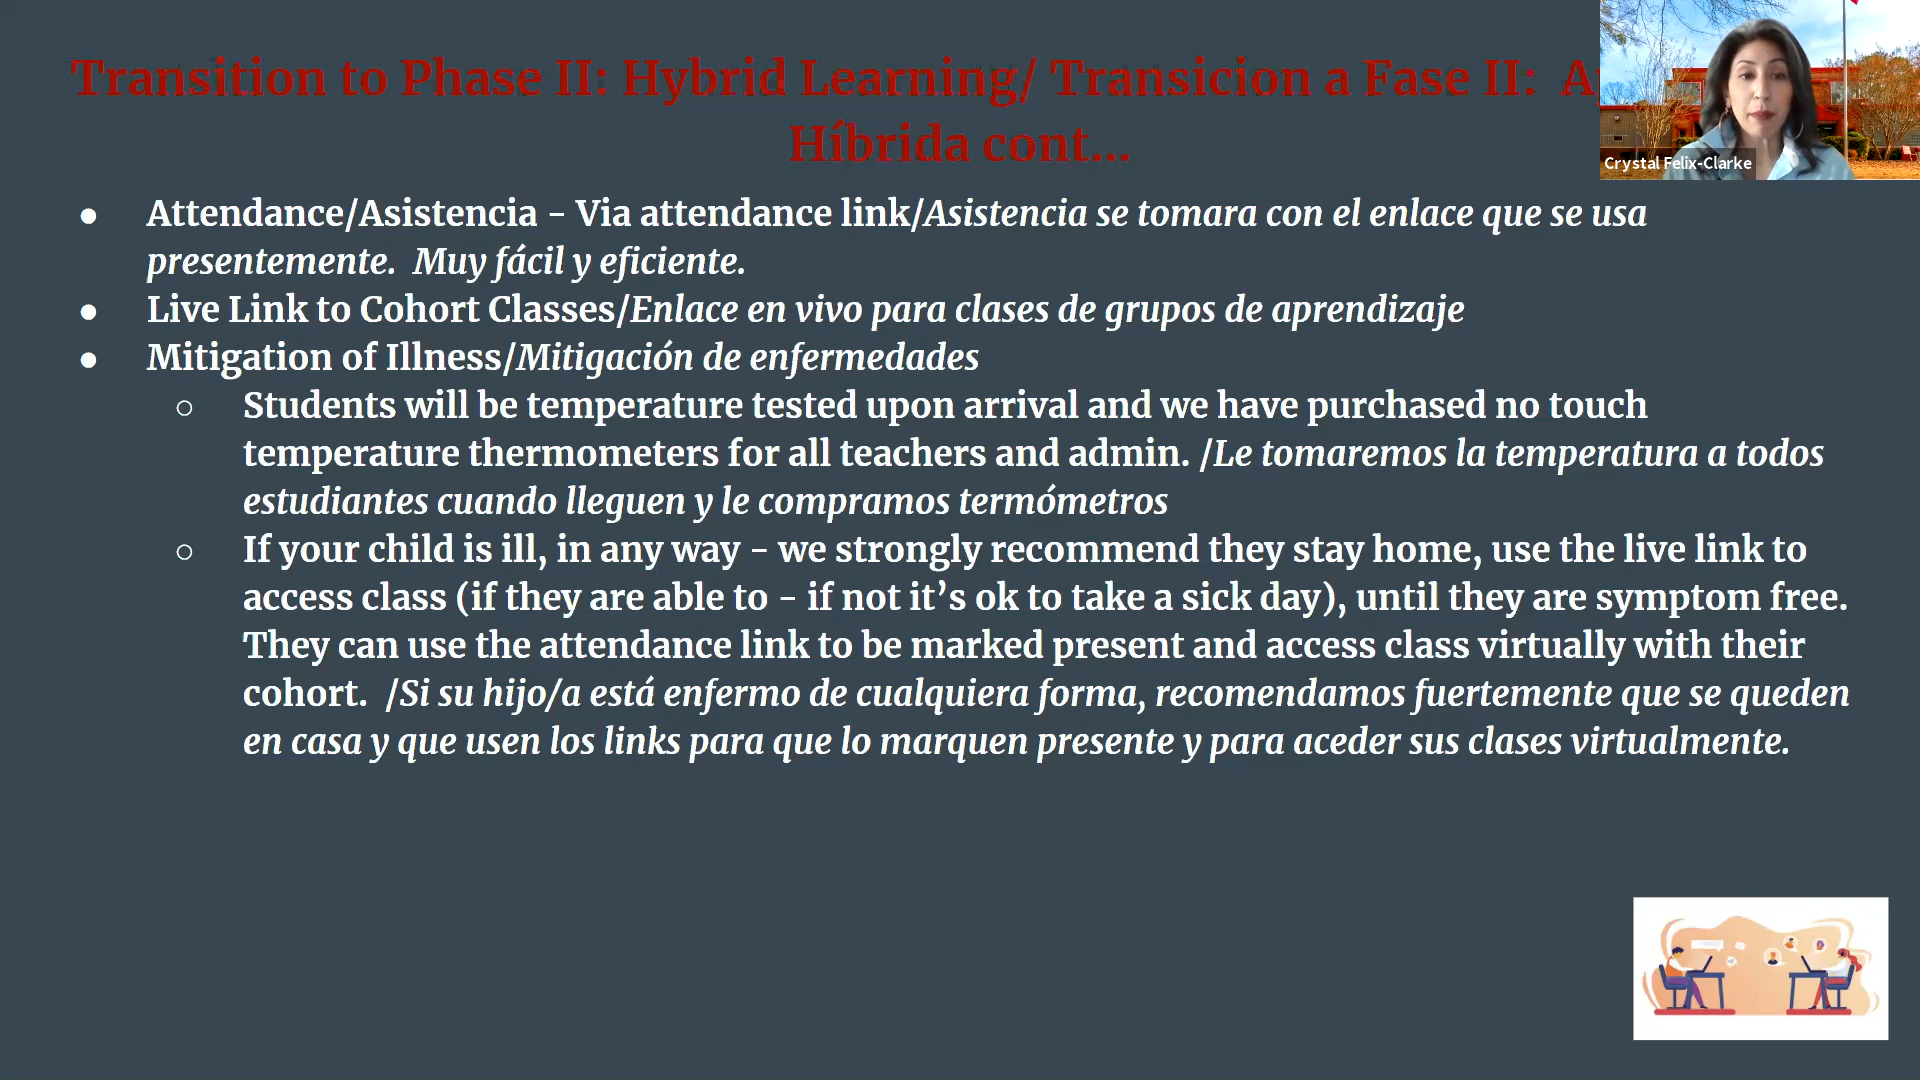 Transition to Phase II: Hybrid Learning/ Transicion a Fase II:
Híbrida cont...
Crystal Felix-Clarke
● Attendance/Asistencia - Via attendance link/Asistencia se tomara con el enlace que se usa
presentemente. Muy fácil y eficiente.
● Live Link to Cohort Classes/Enlace en vivo para clases de grupos de aprendizaje
● Mitigation of Illness/Mitigación de enfermedades
○ Students will be temperature tested upon arrival and we have purchased no touch
temperature thermometers for all teachers and admin. /Le tomaremos la temperatura a todos
estudiantes cuando lleguen y le compramos termómetros
○ If your child is ill, in any way - we strongly recommend they stay home, use the live link to
access class (if they are able to - if not it’s ok to take a sick day), until they are symptom free.
They can use the attendance link to be marked present and access class virtually with their
cohort. /Si su hijo/a está enfermo de cualquiera forma, recomendamos fuertemente que se queden
en casa y que usen los links para que lo marquen presente y para aceder sus clases virtualmente.